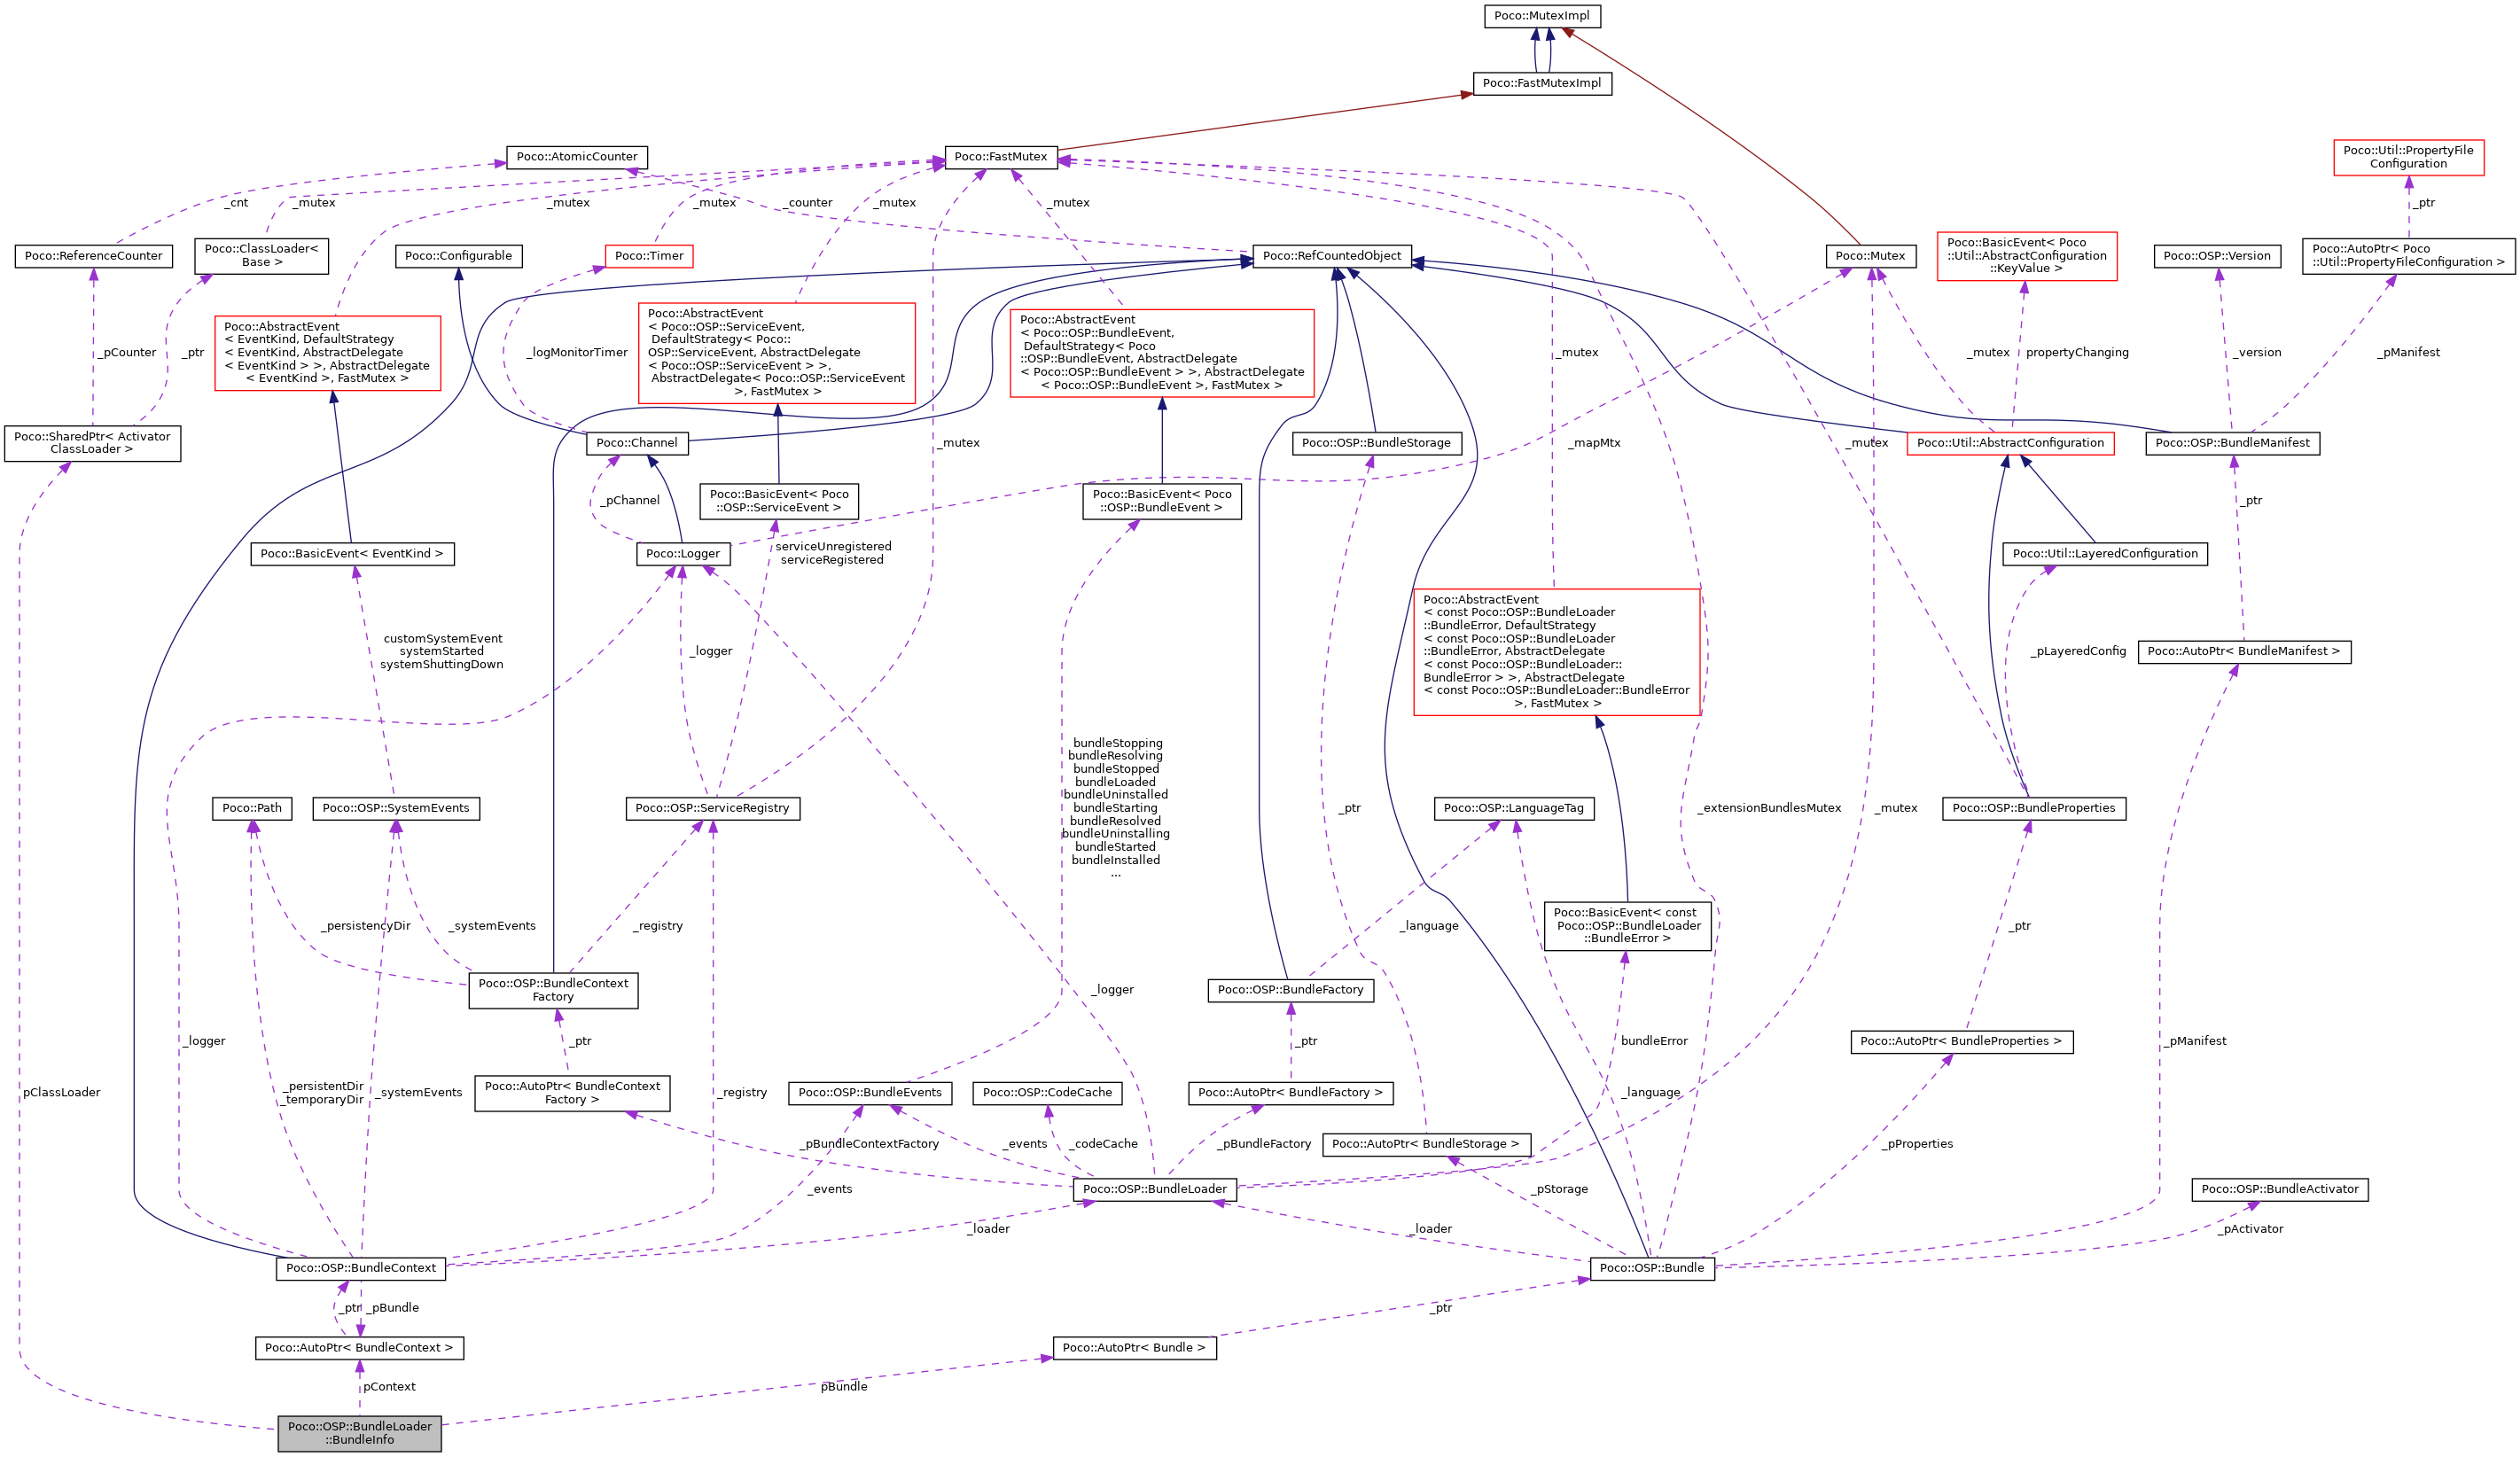 Poco::MutexImpl
Poco::FastMutexImpl
Poco::AtomicCounter
Poco::FastMutex
Poco::Util::PropertyFile
Configuration
_cnt
_mutex
_mutex
_mutex
_counter
_mutex
_mutex
_ptr
Poco::ReferenceCounter
Poco::ClassLoader<
Base >
Poco::Configurable
Poco::Timer
Poco::RefCountedObject
Poco::Mutex
Poco::BasicEvent< Poco
::Util::AbstractConfiguration
::KeyValue >
Poco::OSP::Version
Poco::AutoPtr< Poco
::Util::PropertyFileConfiguration >
_pCounter
_ptr
Poco::AbstractEvent
< EventKind, DefaultStrategy
< EventKind, AbstractDelegate
< EventKind > >, AbstractDelegate
< EventKind >, FastMutex >
_logMonitorTimer
Poco::AbstractEvent
< Poco::OSP::ServiceEvent,
DefaultStrategy< Poco::
OSP::ServiceEvent, AbstractDelegate
< Poco::OSP::ServiceEvent > >,
AbstractDelegate< Poco::OSP::ServiceEvent
>, FastMutex >
Poco::AbstractEvent
< Poco::OSP::BundleEvent,
DefaultStrategy< Poco
::OSP::BundleEvent, AbstractDelegate
< Poco::OSP::BundleEvent > >, AbstractDelegate
< Poco::OSP::BundleEvent >, FastMutex >
_mutex
_mutex
propertyChanging
_version
_pManifest
Poco::SharedPtr< Activator
ClassLoader >
Poco::Channel
_mutex
Poco::OSP::BundleStorage
_mapMtx
_mutex
Poco::Util::AbstractConfiguration
Poco::OSP::BundleManifest
_pChannel
Poco::BasicEvent< Poco
::OSP::ServiceEvent >
Poco::BasicEvent< Poco
::OSP::BundleEvent >
_ptr
Poco::BasicEvent< EventKind >
Poco::Logger
serviceUnregistered
serviceRegistered
Poco::Util::LayeredConfiguration
customSystemEvent
systemStarted
systemShuttingDown
_logger
Poco::AbstractEvent
< const Poco::OSP::BundleLoader
::BundleError, DefaultStrategy
< const Poco::OSP::BundleLoader
::BundleError, AbstractDelegate
< const Poco::OSP::BundleLoader::
BundleError > >, AbstractDelegate
< const Poco::OSP::BundleLoader::BundleError
>, FastMutex >
_pLayeredConfig
Poco::AutoPtr< BundleManifest >
Poco::Path
Poco::OSP::SystemEvents
Poco::OSP::ServiceRegistry
bundleStopping
bundleResolving
bundleStopped
bundleLoaded
bundleUninstalled
bundleStarting
bundleResolved
bundleUninstalling
bundleStarted
bundleInstalled
...
_ptr
Poco::OSP::LanguageTag
_extensionBundlesMutex
_mutex
Poco::OSP::BundleProperties
_persistencyDir
_systemEvents
_registry
_language
Poco::BasicEvent< const
Poco::OSP::BundleLoader
::BundleError >
_ptr
Poco::OSP::BundleContext
Factory
_logger
Poco::OSP::BundleFactory
_logger
_ptr
_ptr
bundleError
Poco::AutoPtr< BundleProperties >
_pManifest
pClassLoader
_persistentDir
_temporaryDir
_systemEvents
Poco::AutoPtr< BundleContext
Factory >
_registry
Poco::OSP::BundleEvents
Poco::OSP::CodeCache
Poco::AutoPtr< BundleFactory >
_language
_pBundleContextFactory
_events
_codeCache
_pBundleFactory
Poco::AutoPtr< BundleStorage >
_pProperties
_events
Poco::OSP::BundleLoader
_pStorage
Poco::OSP::BundleActivator
_loader
_loader
_pActivator
Poco::OSP::BundleContext
Poco::OSP::Bundle
_ptr
_pBundle
_ptr
Poco::AutoPtr< BundleContext >
Poco::AutoPtr< Bundle >
pContext
pBundle
Poco::OSP::BundleLoader
::BundleInfo